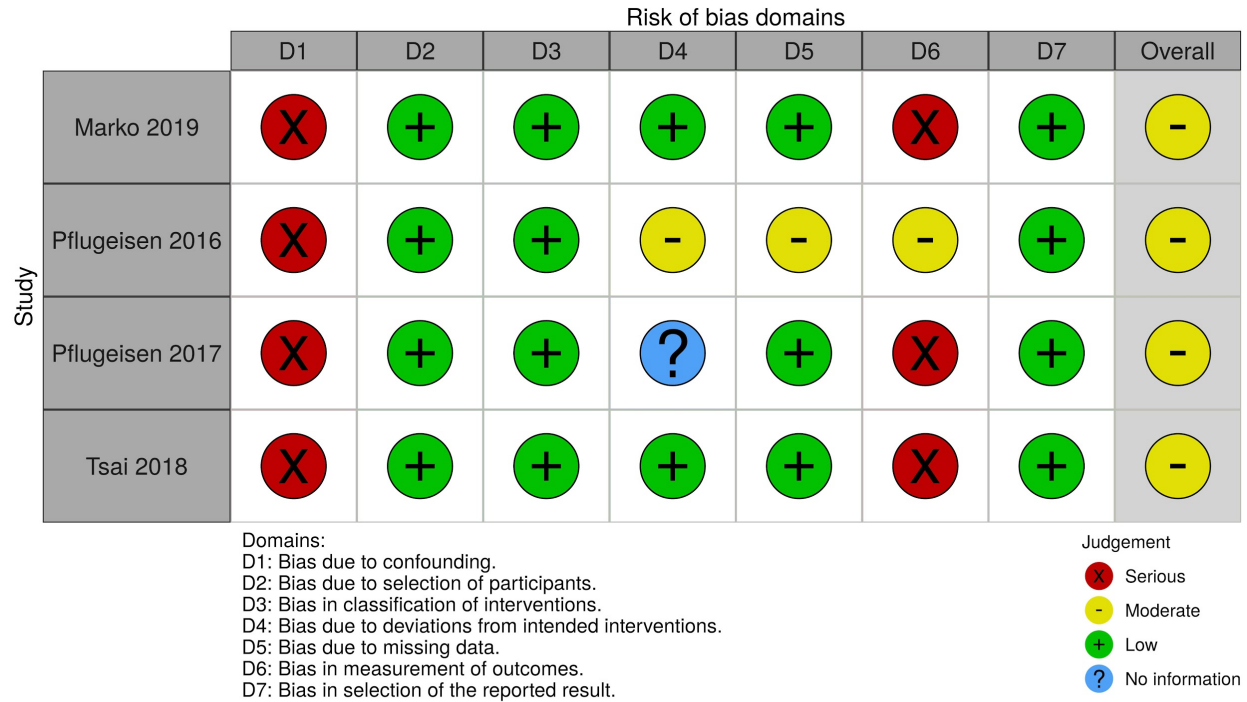 Risk of bias domains
D1 D2 D3 D4 D5 D6 D7 Overall
Study
Marko 2019 X + + + + X + -
Pflugeisen 2016 X + + - - - + -
Pflugeisen 2017 X + + ? + X + -
Tsai 2018 X + + + + X + -
Domains:
D1: Bias due to confounding.
D2: Bias due to selection of participants.
D3: Bias in classification of interventions.
D4: Bias due to deviations from intended interventions.
D5: Bias due to missing data.
D6: Bias in measurement of outcomes.
D7: Bias in selection of the reported result.
Judgement
X Serious
- Moderate
+ Low
? No information